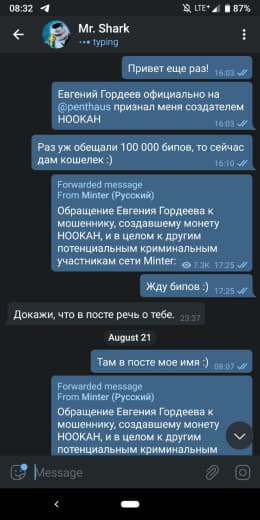 08:32
LTE+
87%
Mr. Shark
typing
Привет еще раз!
16:03
Евгений Гордеев официально на
@penthaus признал меня создателем
HOOKAH
16:03
Раз уж обещали 100 000 бипов, то сейчас
дам кошелек :)
16:10
Forwarded message
From Minter (Русский)
Обращение Евгения Гордеева к
мошеннику, создавшему монету
HOOKAH, и в целом к другим
потенциальным криминальным
участникам сети Minter:
7.3K 17:25
Жду бипов :)
17:25
Докажи, что в посте речь о тебе.
23:37
August 21
Там в посте мое имя :)
08:07
Forwarded message
From Minter (Русский)
Обращение Евгения Гордеева к
мошеннику, создавшему монету
HOOKAH, и в целом к другим
потенциальным криминальным
Message